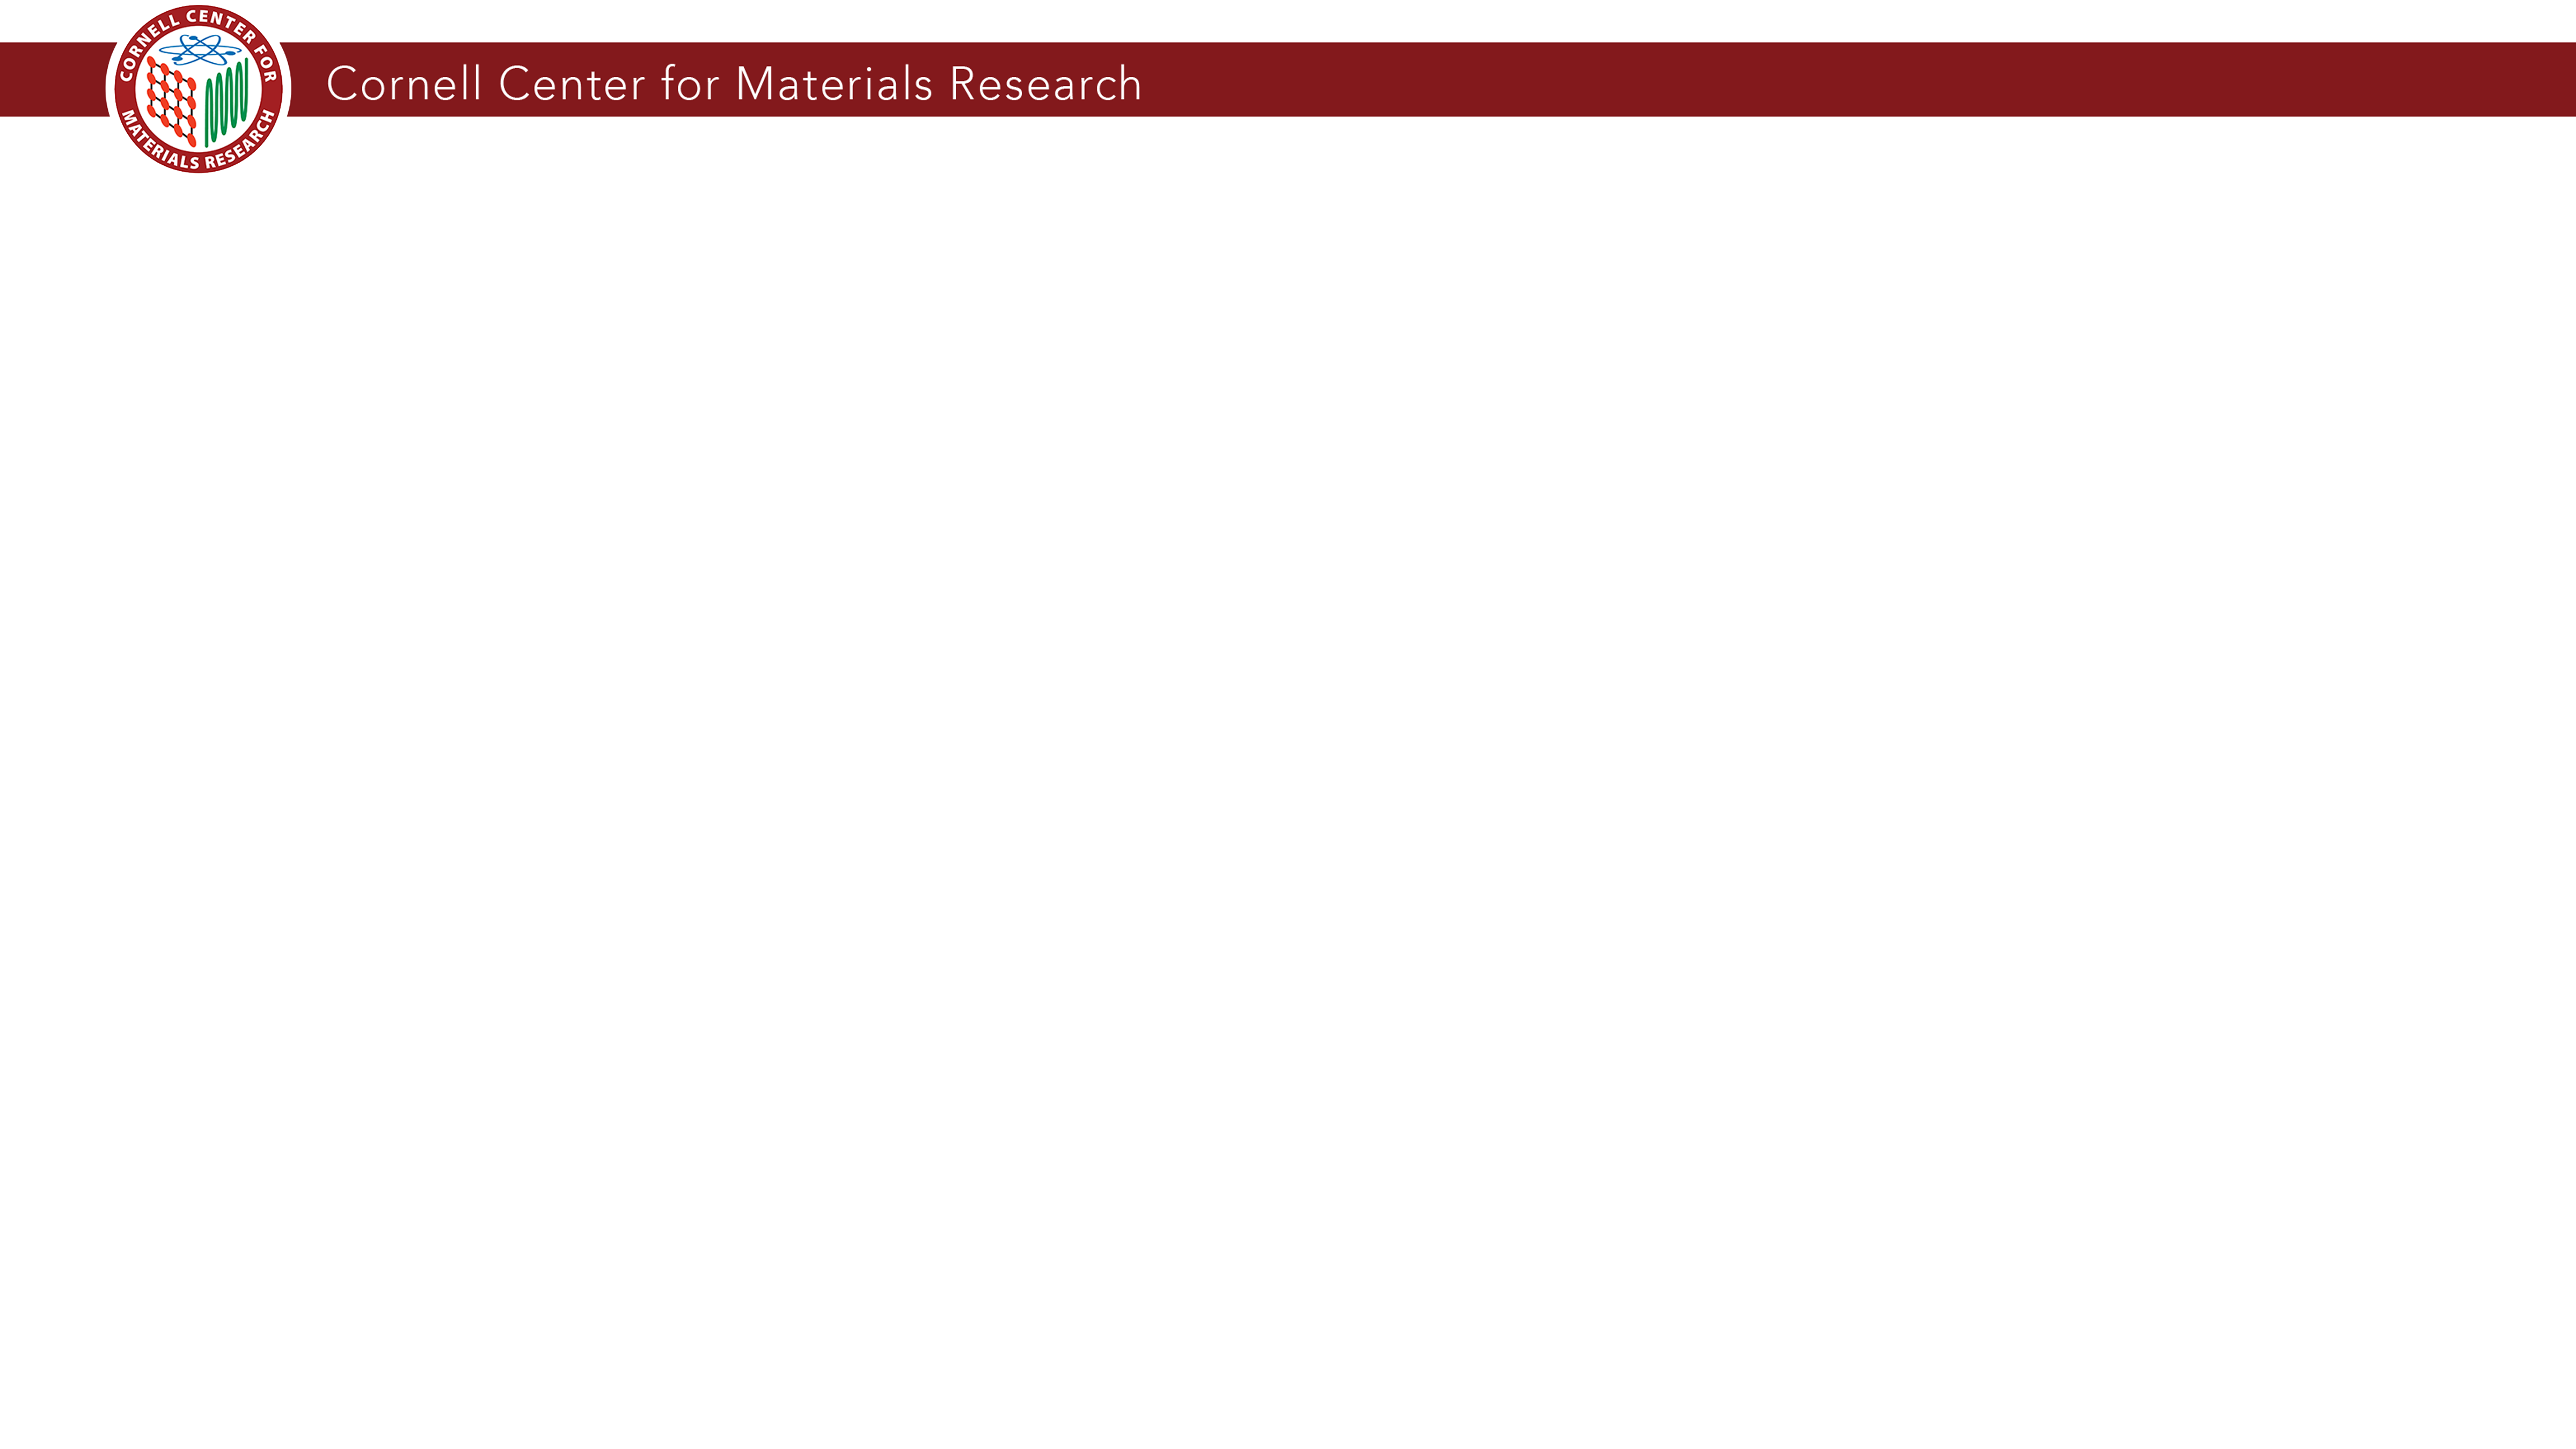 CORNELL CENTER FOR
MATERIALS RESEARCH
Cornell Center for Materials Research